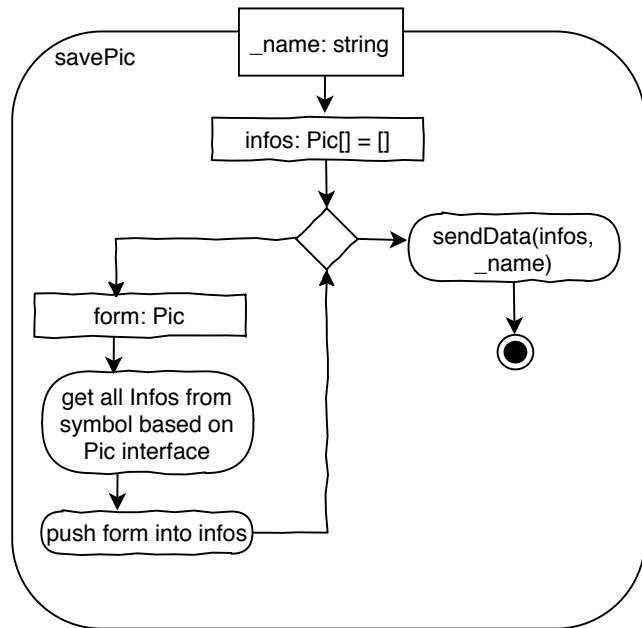 _name: string
savePic
infos: Pic[] = []
sendData(infos,
_name)
form: Pic
get all Infos from
symbol based on
Pic interface
push form into infos